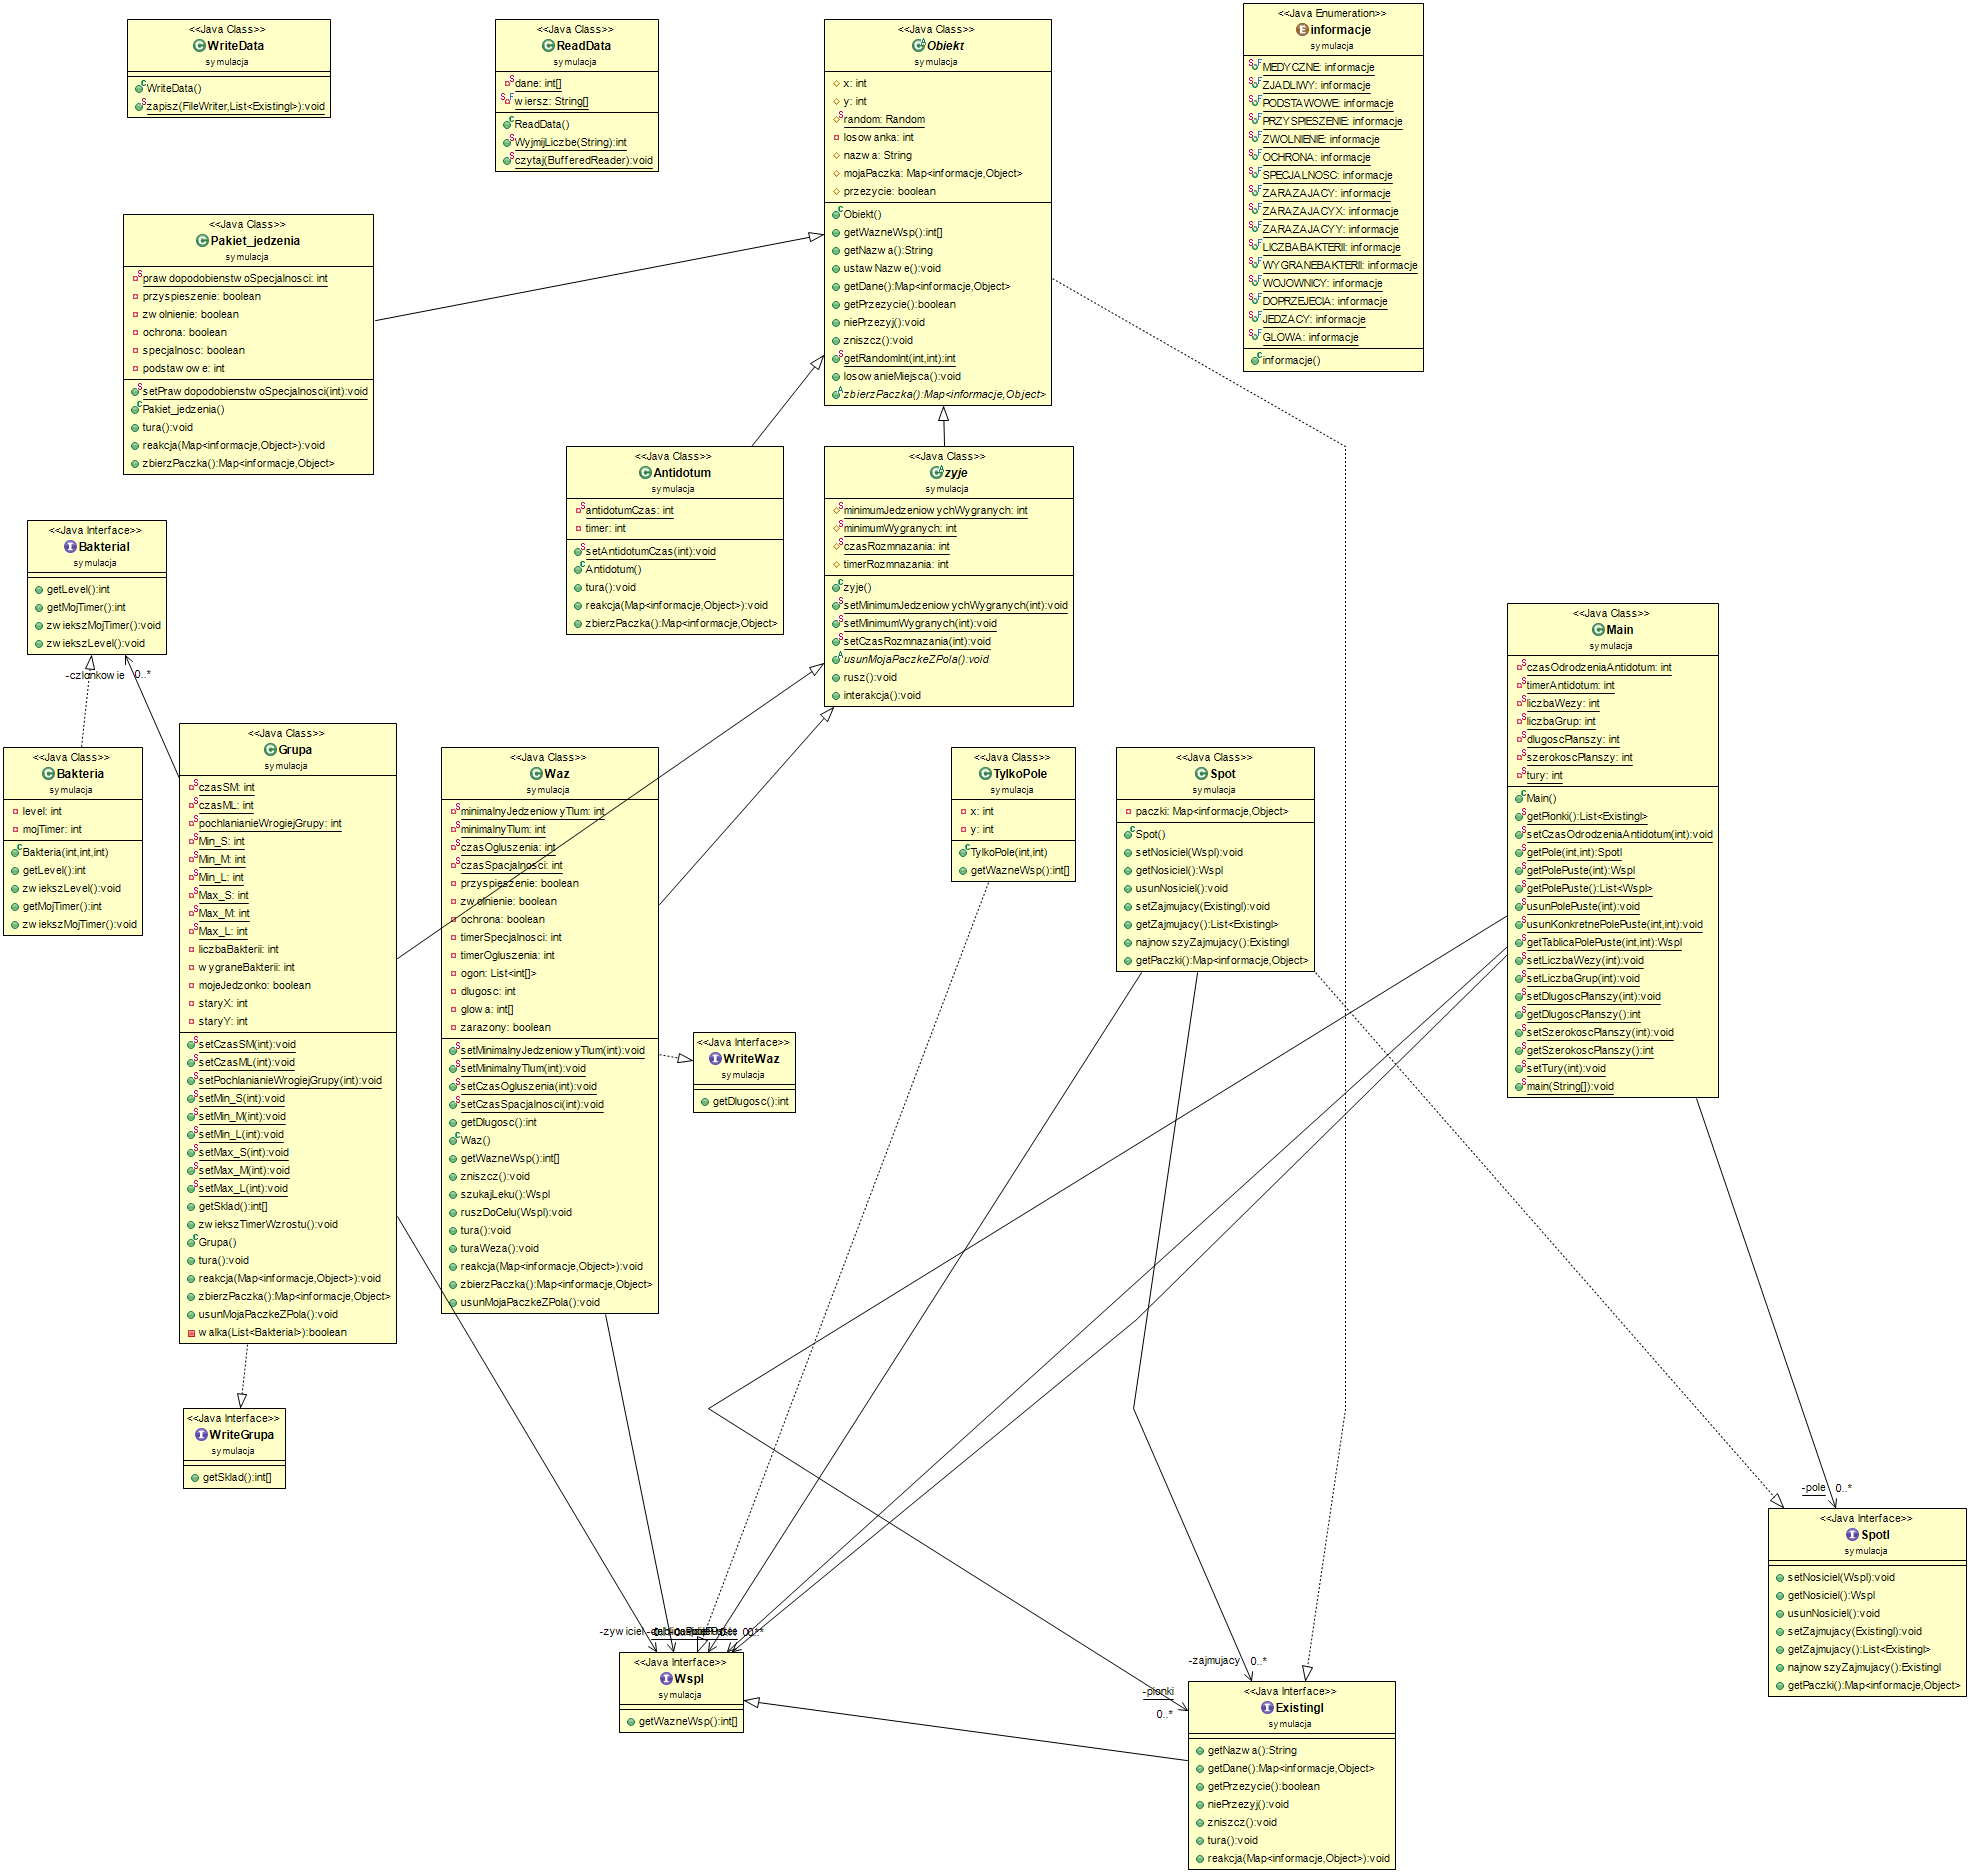 <<Java Class>>
WriteData
symulacja
WriteData()
zapisz(FileWriter,List<ExistingI>):void
<<Java Class>>
ReadData
symulacja
dane: int[]
wiersz: String[]
ReadData()
WyjmijLiczbe(String):int
czytaj(BufferedReader):void
<<Java Class>>
Obiekt
symulacja
x: int
y: int
random: Random
losowanka: int
nazwa: String
mojaPaczka: Map<informacje,Object>
przezycie: boolean
Obiekt()
getWazneWsp():int[]
getNazwa():String
ustawNazwe():void
getDane():Map<informacje,Object>
getPrzezycie():boolean
niePrzezyj():void
zniszcz():void
getRandomInt(int,int):int
losowanieMiejsca():void
zbierzPaczka():Map<informacje,Object>
<<Java Enumeration>>
informacje
symulacja
MEDYCZNE: informacje
ZJADLIWY: informacje
PODSTAWOWE: informacje
PRZYSPIESZENIE: informacje
ZWOLNIENIE: informacje
OCHRONA: informacje
SPECJALNOSC: informacje
ZARAZAJACY: informacje
ZARAZAJACYX: informacje
ZARAZAJACYY: informacje
LICZBABAKTERII: informacje
WYGRANEBAKTERII: informacje
WOJOWNICY: informacje
DOPRZEJECIA: informacje
JEDZACY: informacje
GLOWA: informacje
informacje()
<<Java Class>>
Pakiet_jedzenia
symulacja
prawdopodobienstwoSpecjalnosci: int
przyspieszenie: boolean
zwolnienie: boolean
ochrona: boolean
specjalnosc: boolean
podstawowe: int
setPrawdopodobienstwoSpecjalnosci(int):void
Pakiet_jedzenia()
tura():void
reakcja(Map<informacje,Object>):void
zbierzPaczka():Map<informacje,Object>
<<Java Class>>
Antidotum
symulacja
antidotumCzas: int
timer: int
setAntidotumCzas(int):void
Antidotum()
tura():void
reakcja(Map<informacje,Object>):void
zbierzPaczka():Map<informacje,Object>
<<Java Class>>
zyje
symulacja
minimumJedzeniowychWygranych: int
minimumWygranych: int
czasRozmnazania: int
timerRozmnazania: int
zyje()
setMinimumJedzeniowychWygranych(int):void
setMinimumWygranych(int):void
setCzasRozmnazania(int):void
usunMojaPaczkeZPola():void
rusz():void
interakcja():void
<<Java Interface>>
BakteriaI
symulacja
getLevel():int
getMojTimer():int
zwiekszMojTimer():void
zwiekszLevel():void
-czlonkowie 0..*
<<Java Class>>
Main
symulacja
czasOdrodzeniaAntidotum: int
timerAntidotum: int
liczbaWezy: int
liczbaGrup: int
dlugoscPlanszy: int
szerokoscPlanszy: int
tury: int
Main()
getPionki():List<ExistingI>
setCzasOdrodzeniaAntidotum(int):void
getPole(int,int):SpotI
getPolePuste(int):WspI
getPolePuste():List<WspI>
usunPolePuste(int):void
usunKonkretnePolePuste(int,int):void
getTablicaPolePuste(int,int):WspI
setLiczbaWezy(int):void
setLiczbaGrup(int):void
setDlugoscPlanszy(int):void
getDlugoscPlanszy():int
setSzerokoscPlanszy(int):void
getSzerokoscPlanszy():int
setTury(int):void
main(String[]):void
<<Java Class>>
Bakteria
symulacja
level: int
mojTimer: int
Bakteria(int,int,int)
getLevel():int
zwiekszLevel():void
getMojTimer():int
zwiekszMojTimer():void
<<Java Class>>
Grupa
symulacja
czasSM: int
czasML: int
pochlanianieWrogiejGrupy: int
Min_S: int
Min_M: int
Min_L: int
Max_S: int
Max_M: int
Max_L: int
liczbaBakterii: int
wygraneBakterii: int
mojeJedzonko: boolean
staryX: int
staryY: int
setCzasSM(int):void
setCzasML(int):void
setPochlanianieWrogiejGrupy(int):void
setMin_S(int):void
setMin_M(int):void
setMin_L(int):void
setMax_S(int):void
setMax_M(int):void
setMax_L(int):void
getSklad():int[]
zwiekszTimerWzrostu():void
Grupa()
tura():void
reakcja(Map<informacje,Object>):void
zbierzPaczka():Map<informacje,Object>
usunMojaPaczkeZPola():void
walka(List<BakteriaI>):boolean
<<Java Class>>
Waz
symulacja
minimalnyJedzeniowyTlum: int
minimalnyTlum: int
czasOgluszenia: int
czasSpacjalnosci: int
przyspieszenie: boolean
zwolnienie: boolean
ochrona: boolean
timerSpecjalnosci: int
timerOgluszenia: int
ogon: List<int[]>
dlugosc: int
glowa: int[]
zarazony: boolean
setMinimalnyJedzeniowyTlum(int):void
setMinimalnyTlum(int):void
setCzasOgluszenia(int):void
setCzasSpacjalnosci(int):void
getDlugosc():int
Waz()
getWazneWsp():int[]
zniszcz():void
szukajLeku():WspI
ruszDoCelu(WspI):void
tura():void
turaWeza():void
reakcja(Map<informacje,Object>):void
zbierzPaczka():Map<informacje,Object>
usunMojaPaczkeZPola():void
<<Java Class>>
TylkoPole
symulacja
x: int
y: int
TylkoPole(int,int)
getWazneWsp():int[]
<<Java Class>>
Spot
symulacja
paczki: Map<informacje,Object>
Spot()
setNosiciel(WspI):void
getNosiciel():WspI
usunNosiciel():void
setZajmujacy(ExistingI):void
getZajmujacy():List<ExistingI>
najnowszyZajmujacy():ExistingI
getPaczki():Map<informacje,Object>
<<Java Interface>>
WriteWaz
symulacja
getDlugosc():int
<<Java Interface>>
WriteGrupa
symulacja
getSklad():int[]
-pole 0..*
<<Java Interface>>
SpotI
symulacja
setNosiciel(WspI):void
getNosiciel():WspI
usunNosiciel():void
setZajmujacy(ExistingI):void
getZajmujacy():List<ExistingI>
najnowszyZajmujacy():ExistingI
getPaczki():Map<informacje,Object>
-zywiciel
<<Java Interface>>
WspI
symulacja
getWazneWsp():int[]
-zajmujacy 0..*
-pionki
0..*
<<Java Interface>>
ExistingI
symulacja
getNazwa():String
getDane():Map<informacje,Object>
getPrzezycie():boolean
niePrzezyj():void
zniszcz():void
tura():void
reakcja(Map<informacje,Object>):void